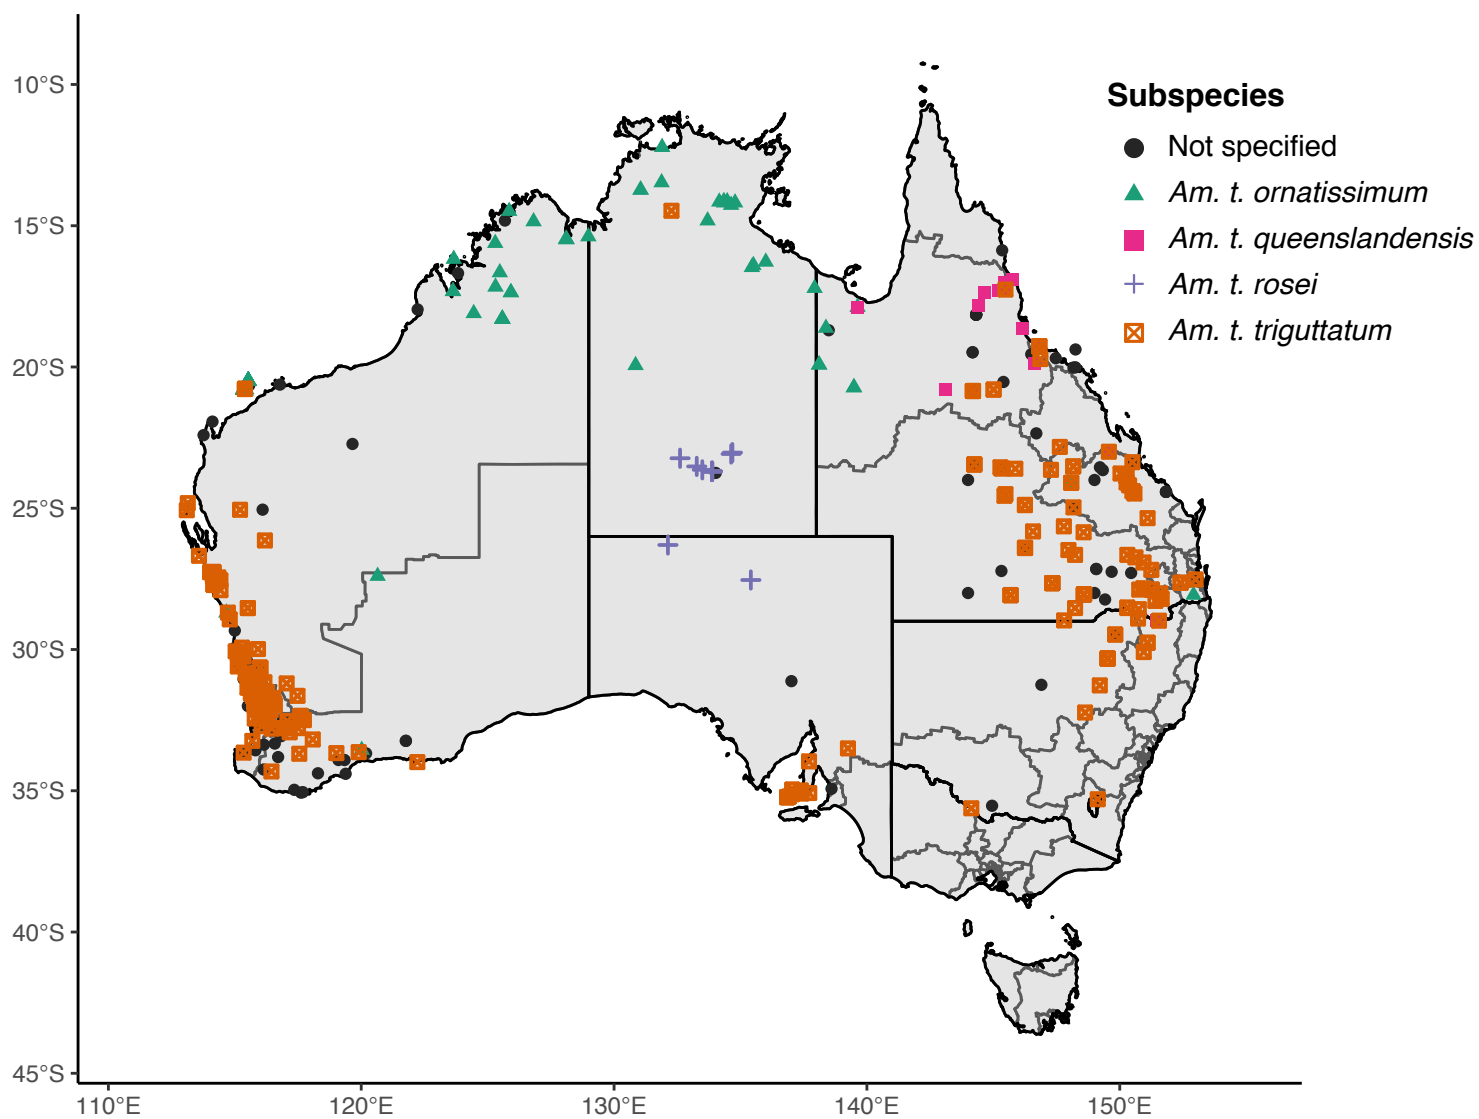 Subspecies
Not specified
Am. t. ornatissimum
Am. t. queenslandensis
Am. t. rosei
Am. t. triguttatum
10°S
15°S
20°S
25°S
30°S
35°S
40°S
45°S
110°E 120°E 130°E 140°E 150°E